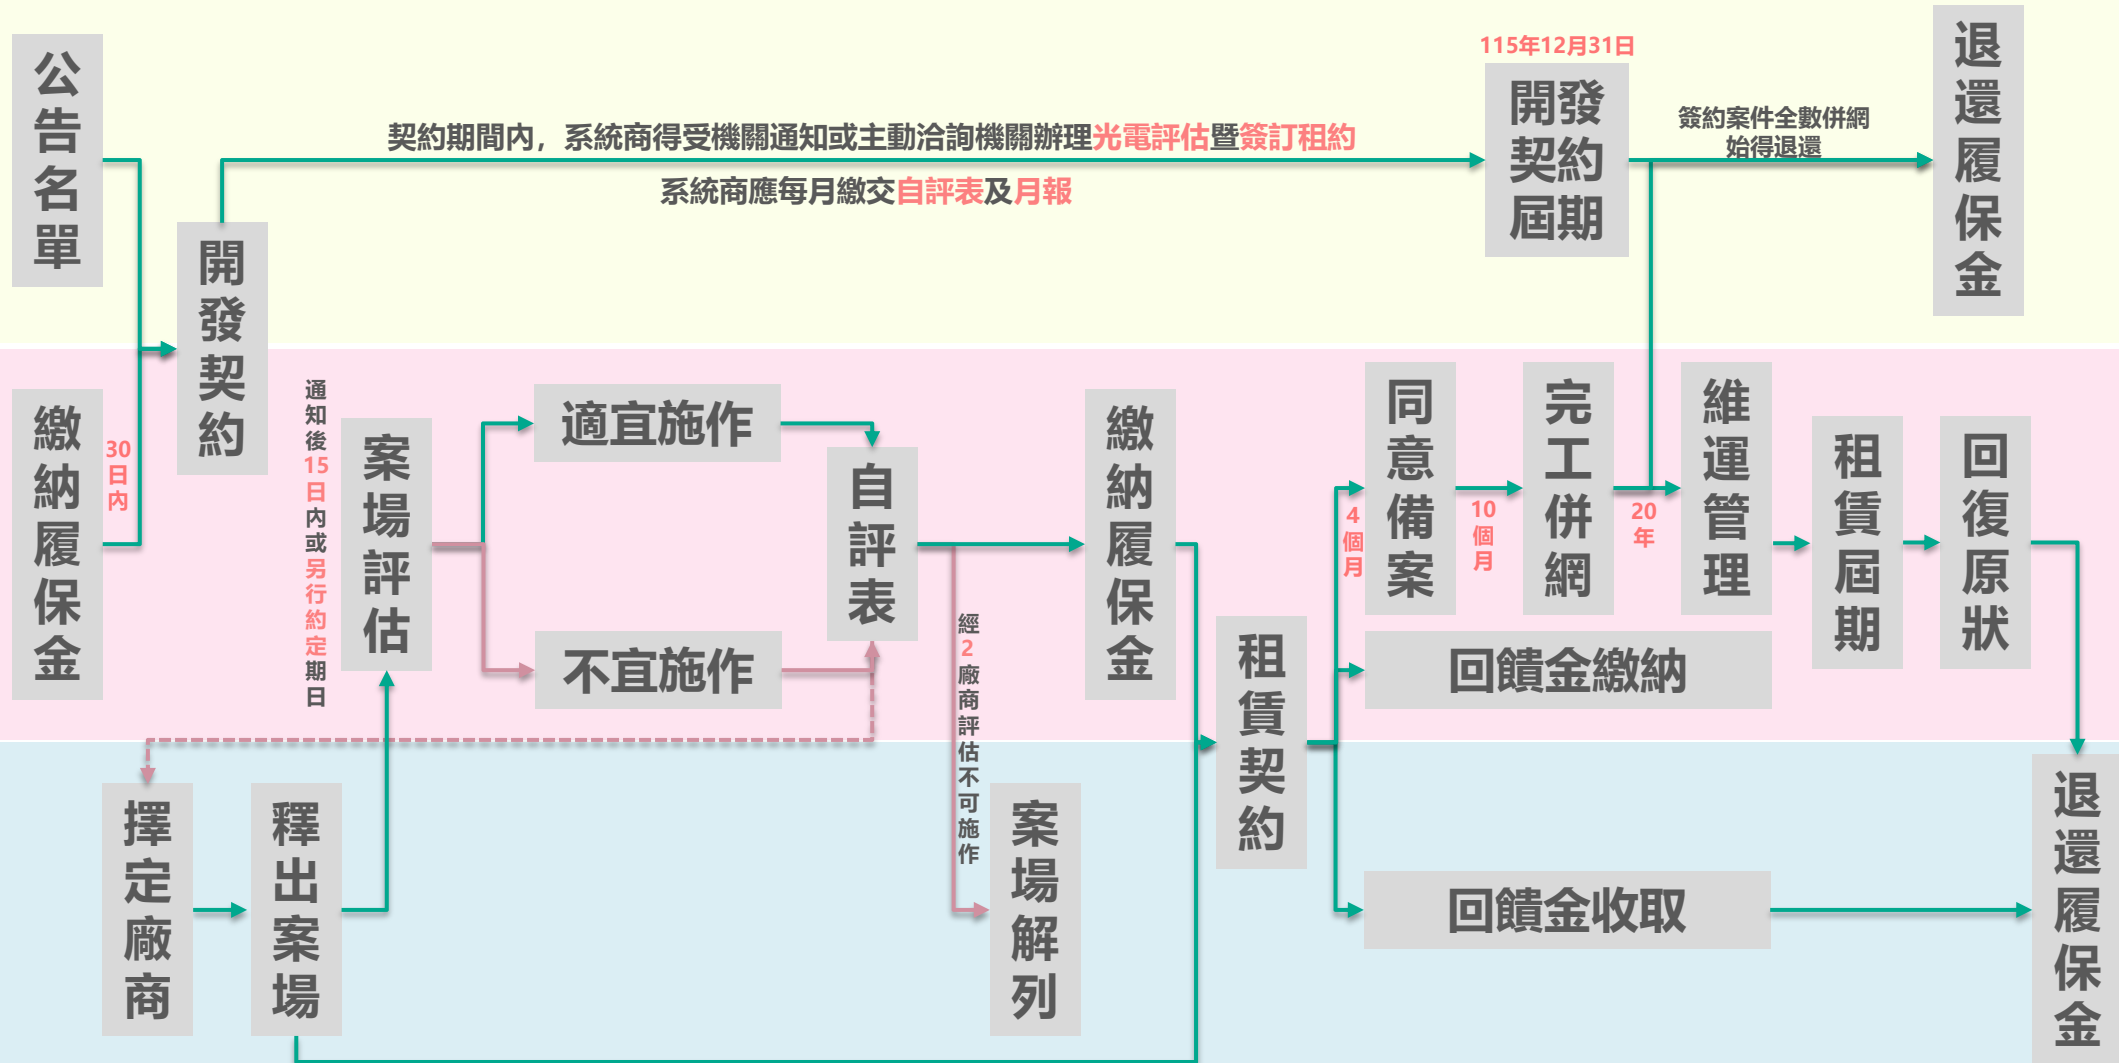 公告名單
繳納履保金
30日內
開發契約
契約期間內，系統商得受機關通知或主動洽詢機關辦理光電評估暨簽訂租約
系統商應每月繳交自評表及月報
115年12月31日
開發
契約
屆期
簽約案件全數併網
始得退還
退還履保金
通知後15日內或另行約定期日
案場評估
適宜施作
不宜施作
自評表
繳納履保金
經2廠商評估不可施作
擇定廠商
釋出案場
案場解列
租賃契約
4個月
同意備案
10個月
完工併網
20年
維運管理
租賃屆期
回復原狀
回饋金繳納
回饋金收取
退還履保金